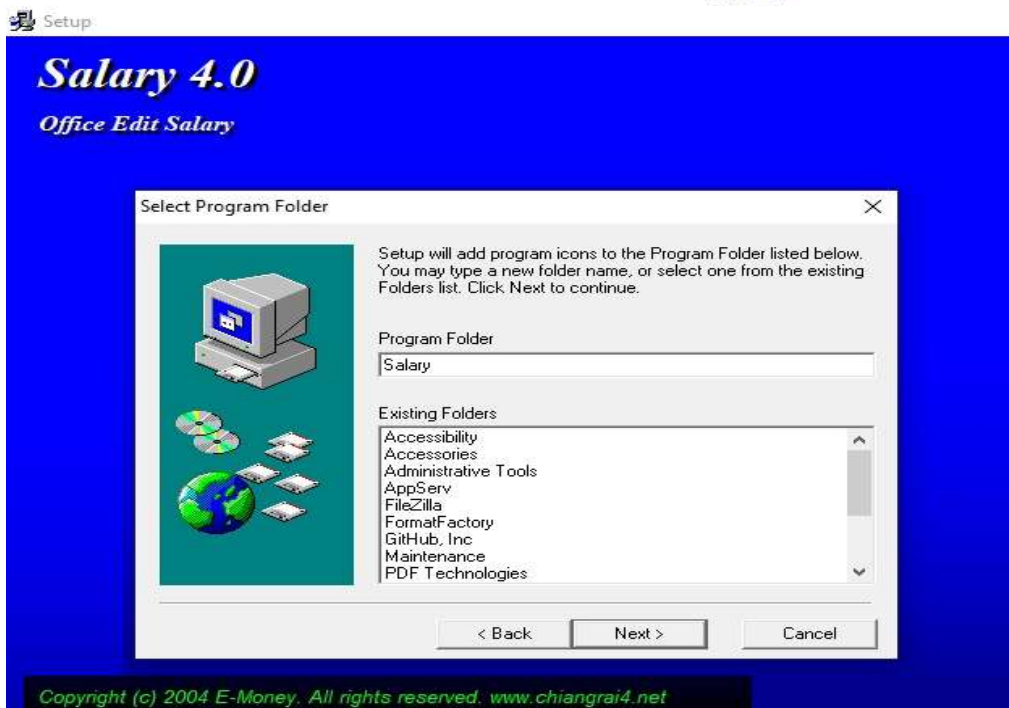 Setup
Salary 4.0
Office Edit Salary
Select Program Folder
Setup will add program icons to the Program Folder listed below.
You may type a new folder name, or select one from the existing
Folders list. Click Next to continue.
Program Folder
Salary
Existing Folders
Accessibility
Accessories
Administrative Tools
AppServ
FileZilla
FormatFactory
GitHub, Inc
Maintenance
PDF Technologies
< Back
Next >
Cancel
Copyright (c) 2004 E-Money. All rights reserved. www.chiangrai4.net